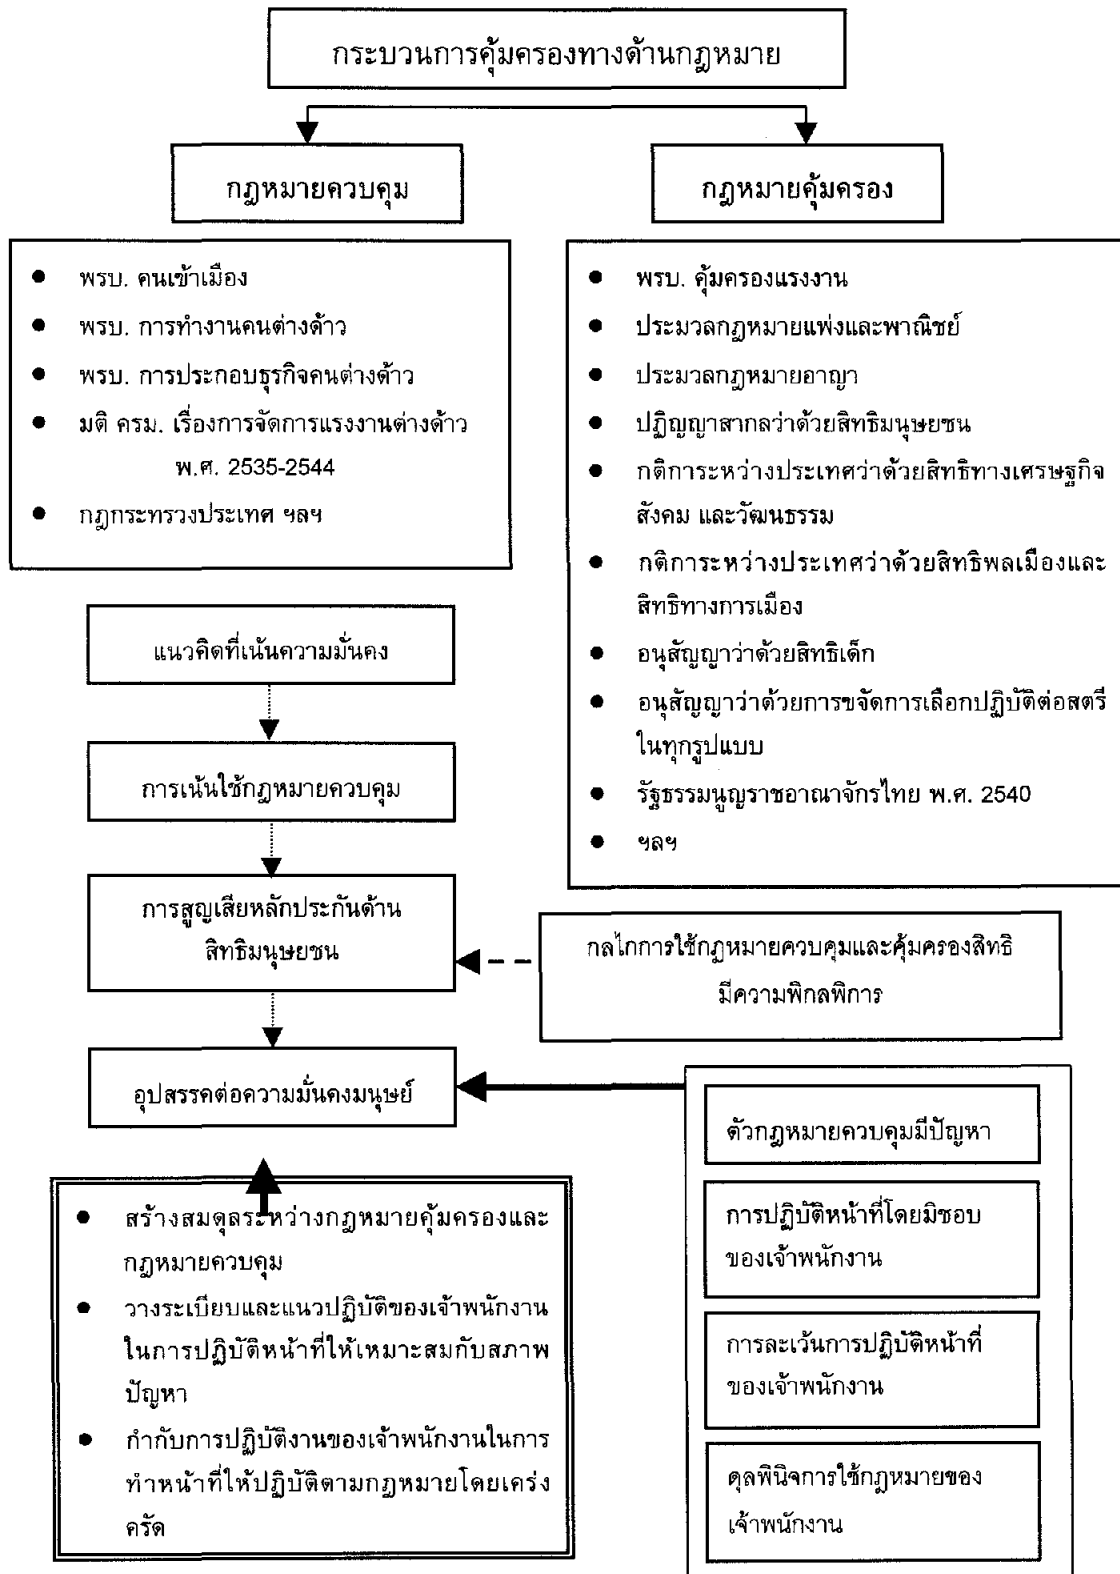 กระบวนการคุ้มครองทางด้านกฎหมาย
กฎหมายควบคุม
กฎหมายคุ้มครอง
● พรบ. คนเข้าเมือง
● พรบ. การทำงานคนต่างด้าว
● พรบ. การประกอบธุรกิจคนต่างด้าว
● มติ ครม. เรื่องการจัดการแรงงานต่างด้าว
พ.ศ. 2535-2544
● กฎกระทรวงประเทศ ฯลฯ
● พรบ. คุ้มครองแรงงาน
● ประมวลกฎหมายแพ่งและพาณิชย์
● ประมวลกฎหมายอาญา
● ปฏิญญาสากลว่าด้วยสิทธิมนุษยชน
● กติการะหว่างประเทศว่าด้วยสิทธิทางเศรษฐกิจ
สังคม และวัฒนธรรม
● กติการะหว่างประเทศว่าด้วยสิทธิพลเมืองและ
สิทธิทางการเมือง
● อนุสัญญาว่าด้วยสิทธิเด็ก
● อนุสัญญาว่าด้วยการขจัดการเลือกปฏิบัติต่อสตรี
ในทุกรูปแบบ
● รัฐธรรมนูญราชอาณาจักรไทย พ.ศ. 2540
● ฯลฯ
แนวคิดที่เน้นความมั่นคง
การเน้นใช้กฎหมายควบคุม
การสูญเสียหลักประกันด้าน
สิทธิมนุษยชน
กลไกการใช้กฎหมายควบคุมและคุ้มครองสิทธิ
มีความพิกลพิการ
อุปสรรคต่อความมั่นคงมนุษย์
ตัวกฎหมายควบคุมมีปัญหา
การปฏิบัติหน้าที่โดยมิชอบ
ของเจ้าพนักงาน
การละเว้นการปฏิบัติหน้าที่
ของเจ้าพนักงาน
ดุลพินิจการใช้กฎหมายของ
เจ้าพนักงาน
● สร้างสมดุลระหว่างกฎหมายคุ้มครองและ
กฎหมายควบคุม
● วางระเบียบและแนวปฏิบัติของเจ้าพนักงาน
ในการปฏิบัติหน้าที่ให้เหมาะสมกับสภาพ
ปัญหา
● กำกับการปฏิบัติงานของเจ้าพนักงานในการ
ทำหน้าที่ให้ปฏิบัติตามกฎหมายโดยเคร่ง
ครัด